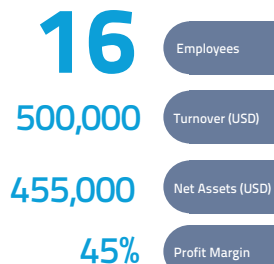 16 Employees
500,000 Turnover (USD)
455,000 Net Assets (USD)
45% Profit Margin